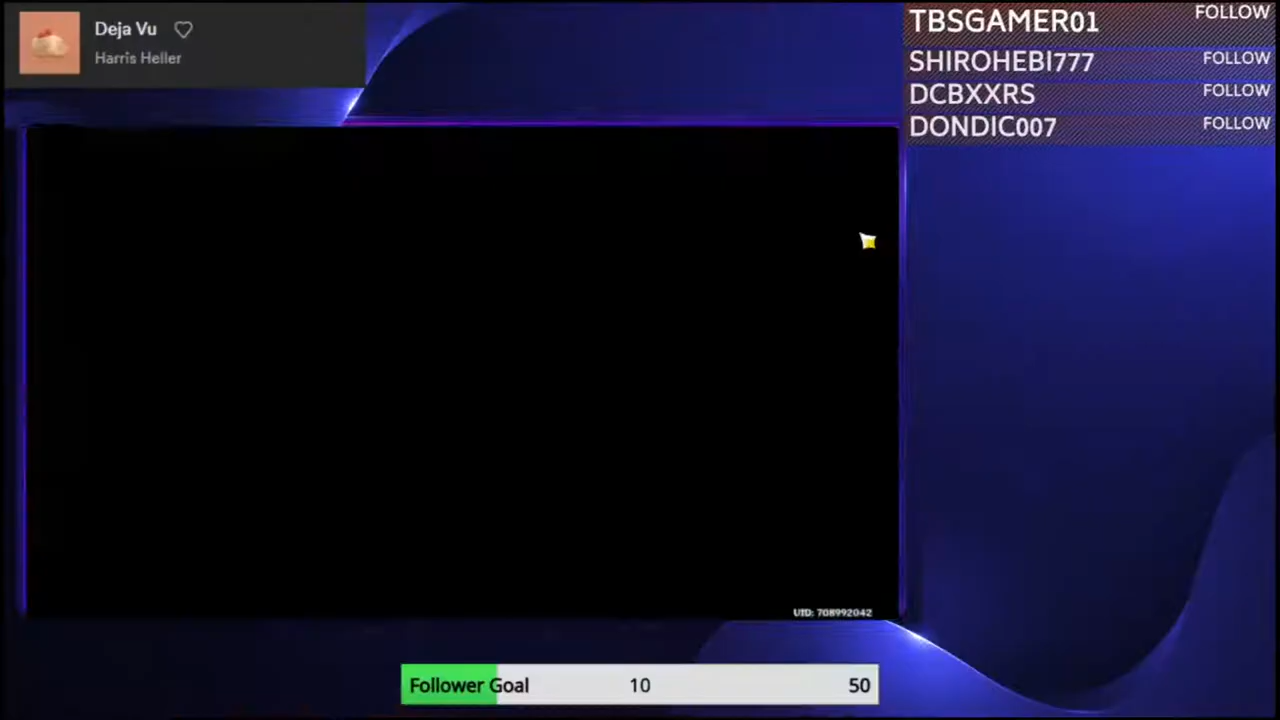 Deja Vu
Harris Heller
TBSGAMER01 FOLLOW
SHIROHEBI777 FOLLOW
DCBXXRS FOLLOW
DONDIC007 FOLLOW
UID: 708992042
Follower Goal 10 50